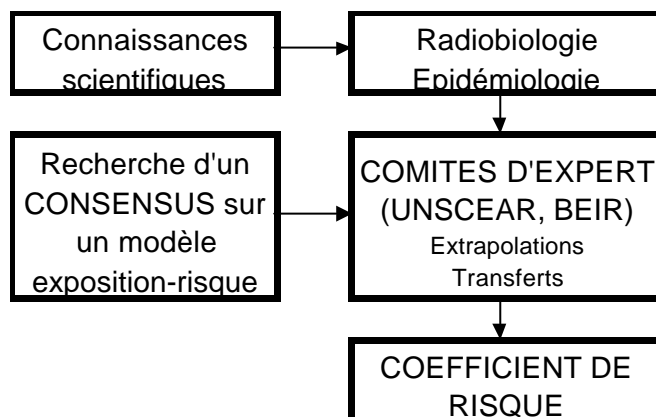 Connaissances
scientifiques
Radiobiologie
Epidémiologie
Recherche d'un
CONSENSUS sur
un modèle
exposition-risque
COMITES D'EXPERT
(UNSCEAR, BEIR)
Extrapolations
Transferts
COEFFICIENT DE
RISQUE